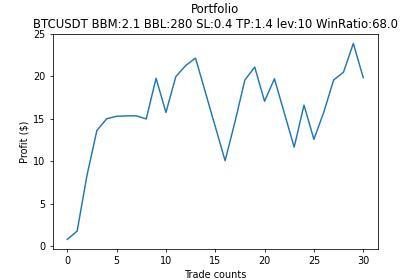 Portfolio
BTCUSDT BBM:2.1 BBL:280 SL:0.4 TP:1.4 lev:10 WinRatio:68.0
25
20
15
10
5
0
Profit ($)
0 5 10 15 20 25 30
Trade counts